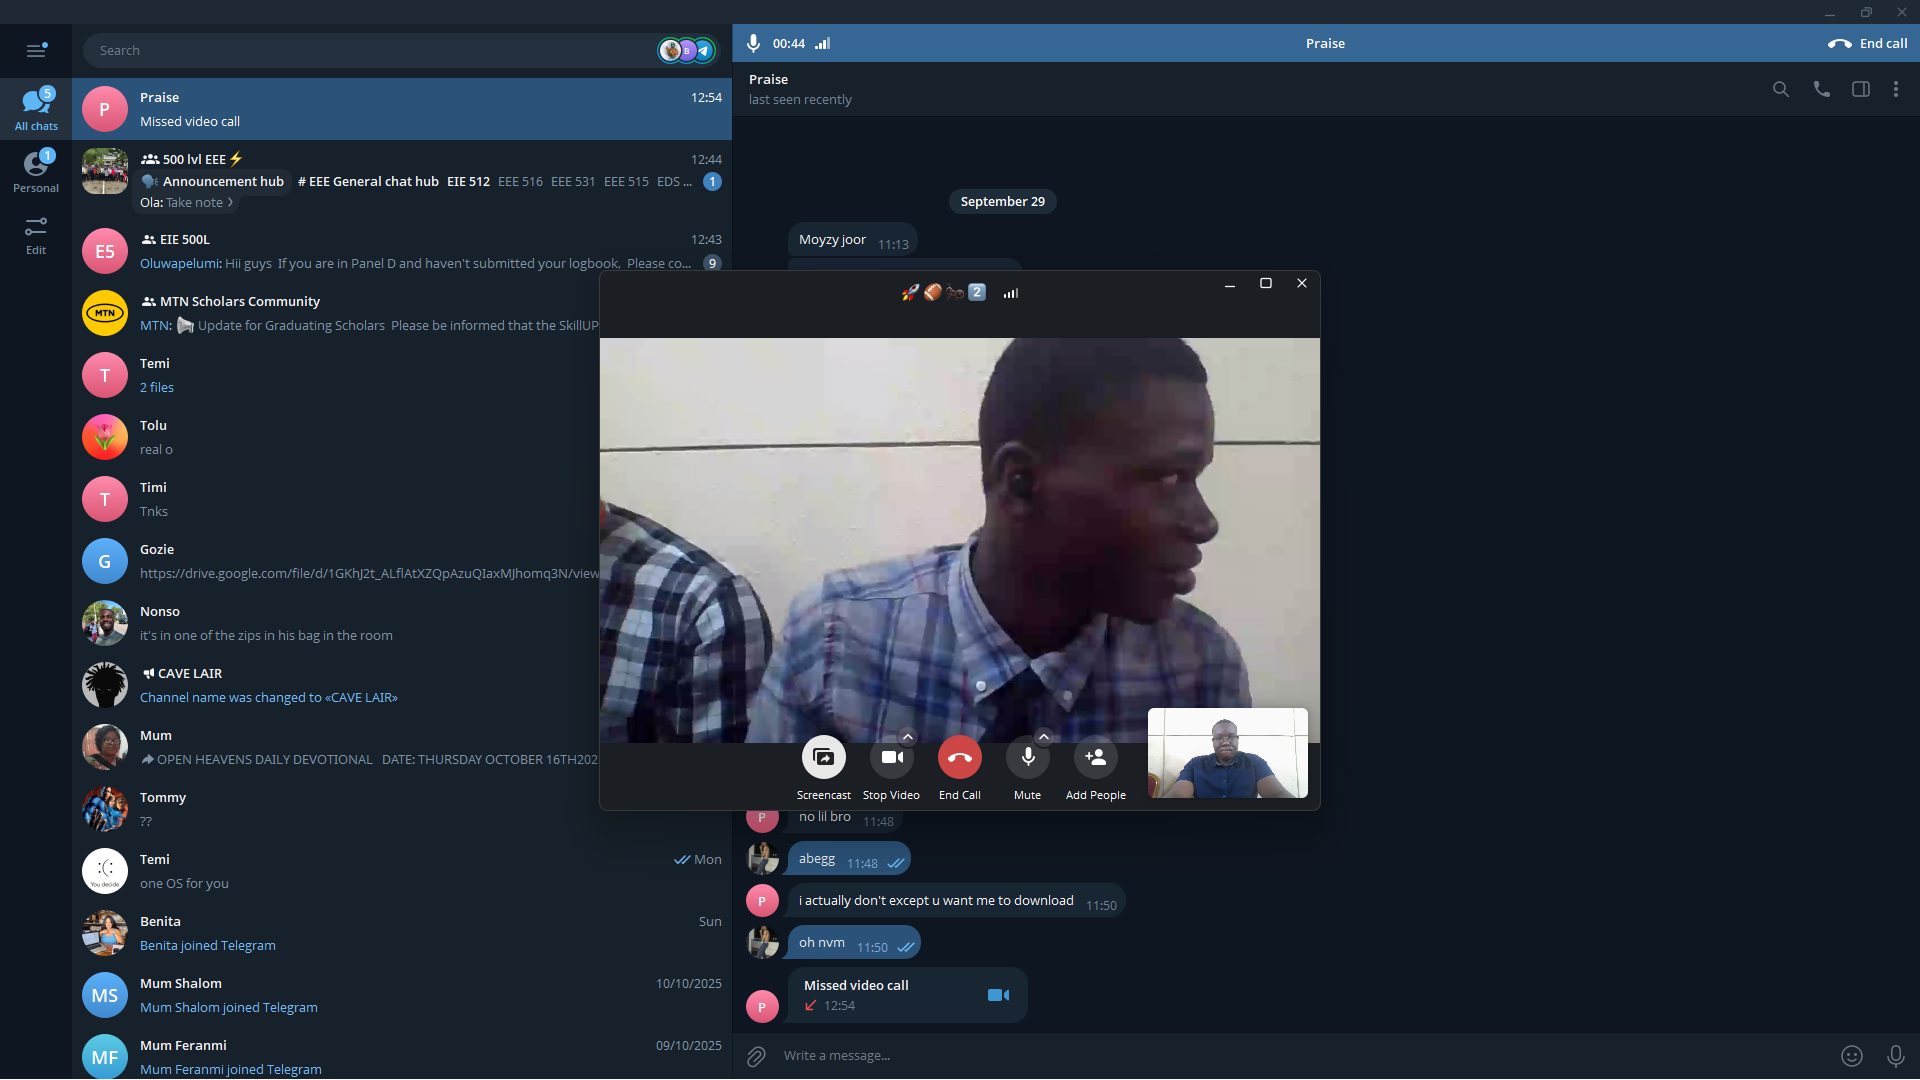 Search
All chats
5
Personal
1
Edit
P
Praise
12:54
Missed video call
500 lvl EEE⚡
12:44
Announcement hub # EEE General chat hub EIE 512 EEE 516 EEE 531 EEE 515 EDS ...
1
Ola: Take note >
E5
EIE 500L
12:43
Oluwapelumi: Hii guys If you are in Panel D and haven't submitted your logbook, Please co...
9
MTN
MTN Scholars Community
MTN: Update for Graduating Scholars Please be informed that the SkillUP
T
Temi
2 files
Tolu
real o
T
Timi
Tnks
G
Gozie
https://drive.google.com/file/d/1GKhJ2t_ALflAtXZQpAzuQIaxMJhomq3N/view
Nonso
it's in one of the zips in his bag in the room
CAVE LAIR
Channel name was changed to «CAVE LAIR»
Mum
OPEN HEAVENS DAILY DEVOTIONAL DATE: THURSDAY OCTOBER 16TH202
Tommy
??
You decide.
Temi
Mon
one OS for you
Benita
Sun
Benita joined Telegram
MS
Mum Shalom
10/10/2025
Mum Shalom joined Telegram
MF
Mum Feranmi
09/10/2025
Mum Feranmi joined Telegram
00:44
Praise
End call
Praise
last seen recently
September 29
Moyzy joor 11:13
2
Screencast
Stop Video
End Call
Mute
Add People
P
no lil bro 11:48
abegg 11:48
P
i actually don't except u want me to download 11:50
oh nvm 11:50
P
Missed video call
12:54
Write a message...